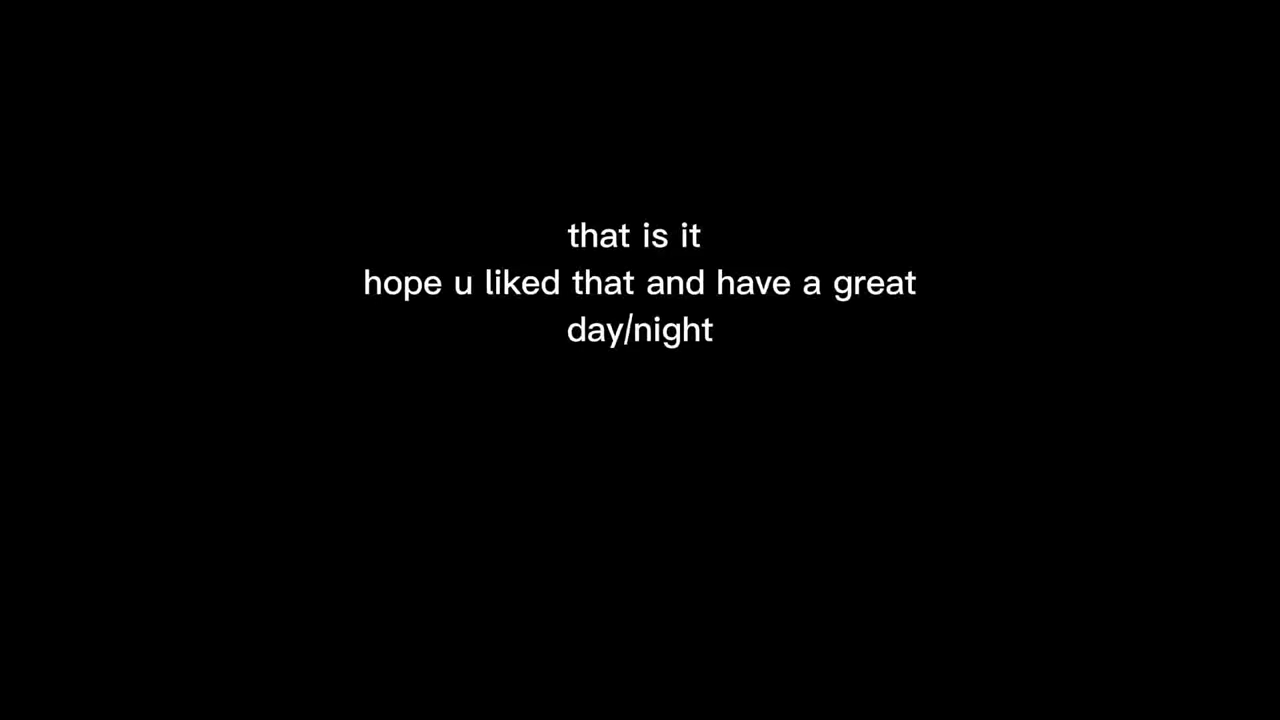 that is it
hope u liked that and have a great
day/night